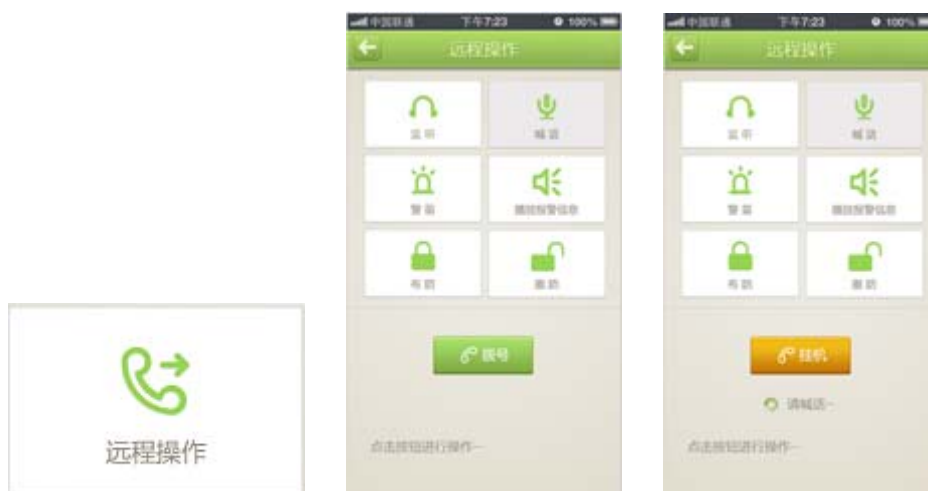 远程操作
中国联通 下午7:23 100%
远程操作
监听
喊话
警笛
播放报警信息
布防
撤防
拨号
点击按钮进行操作~
中国联通 下午7:23 100%
远程操作
监听
喊话
警笛
播放报警信息
布防
撤防
挂机
请喊话~
点击按钮进行操作~